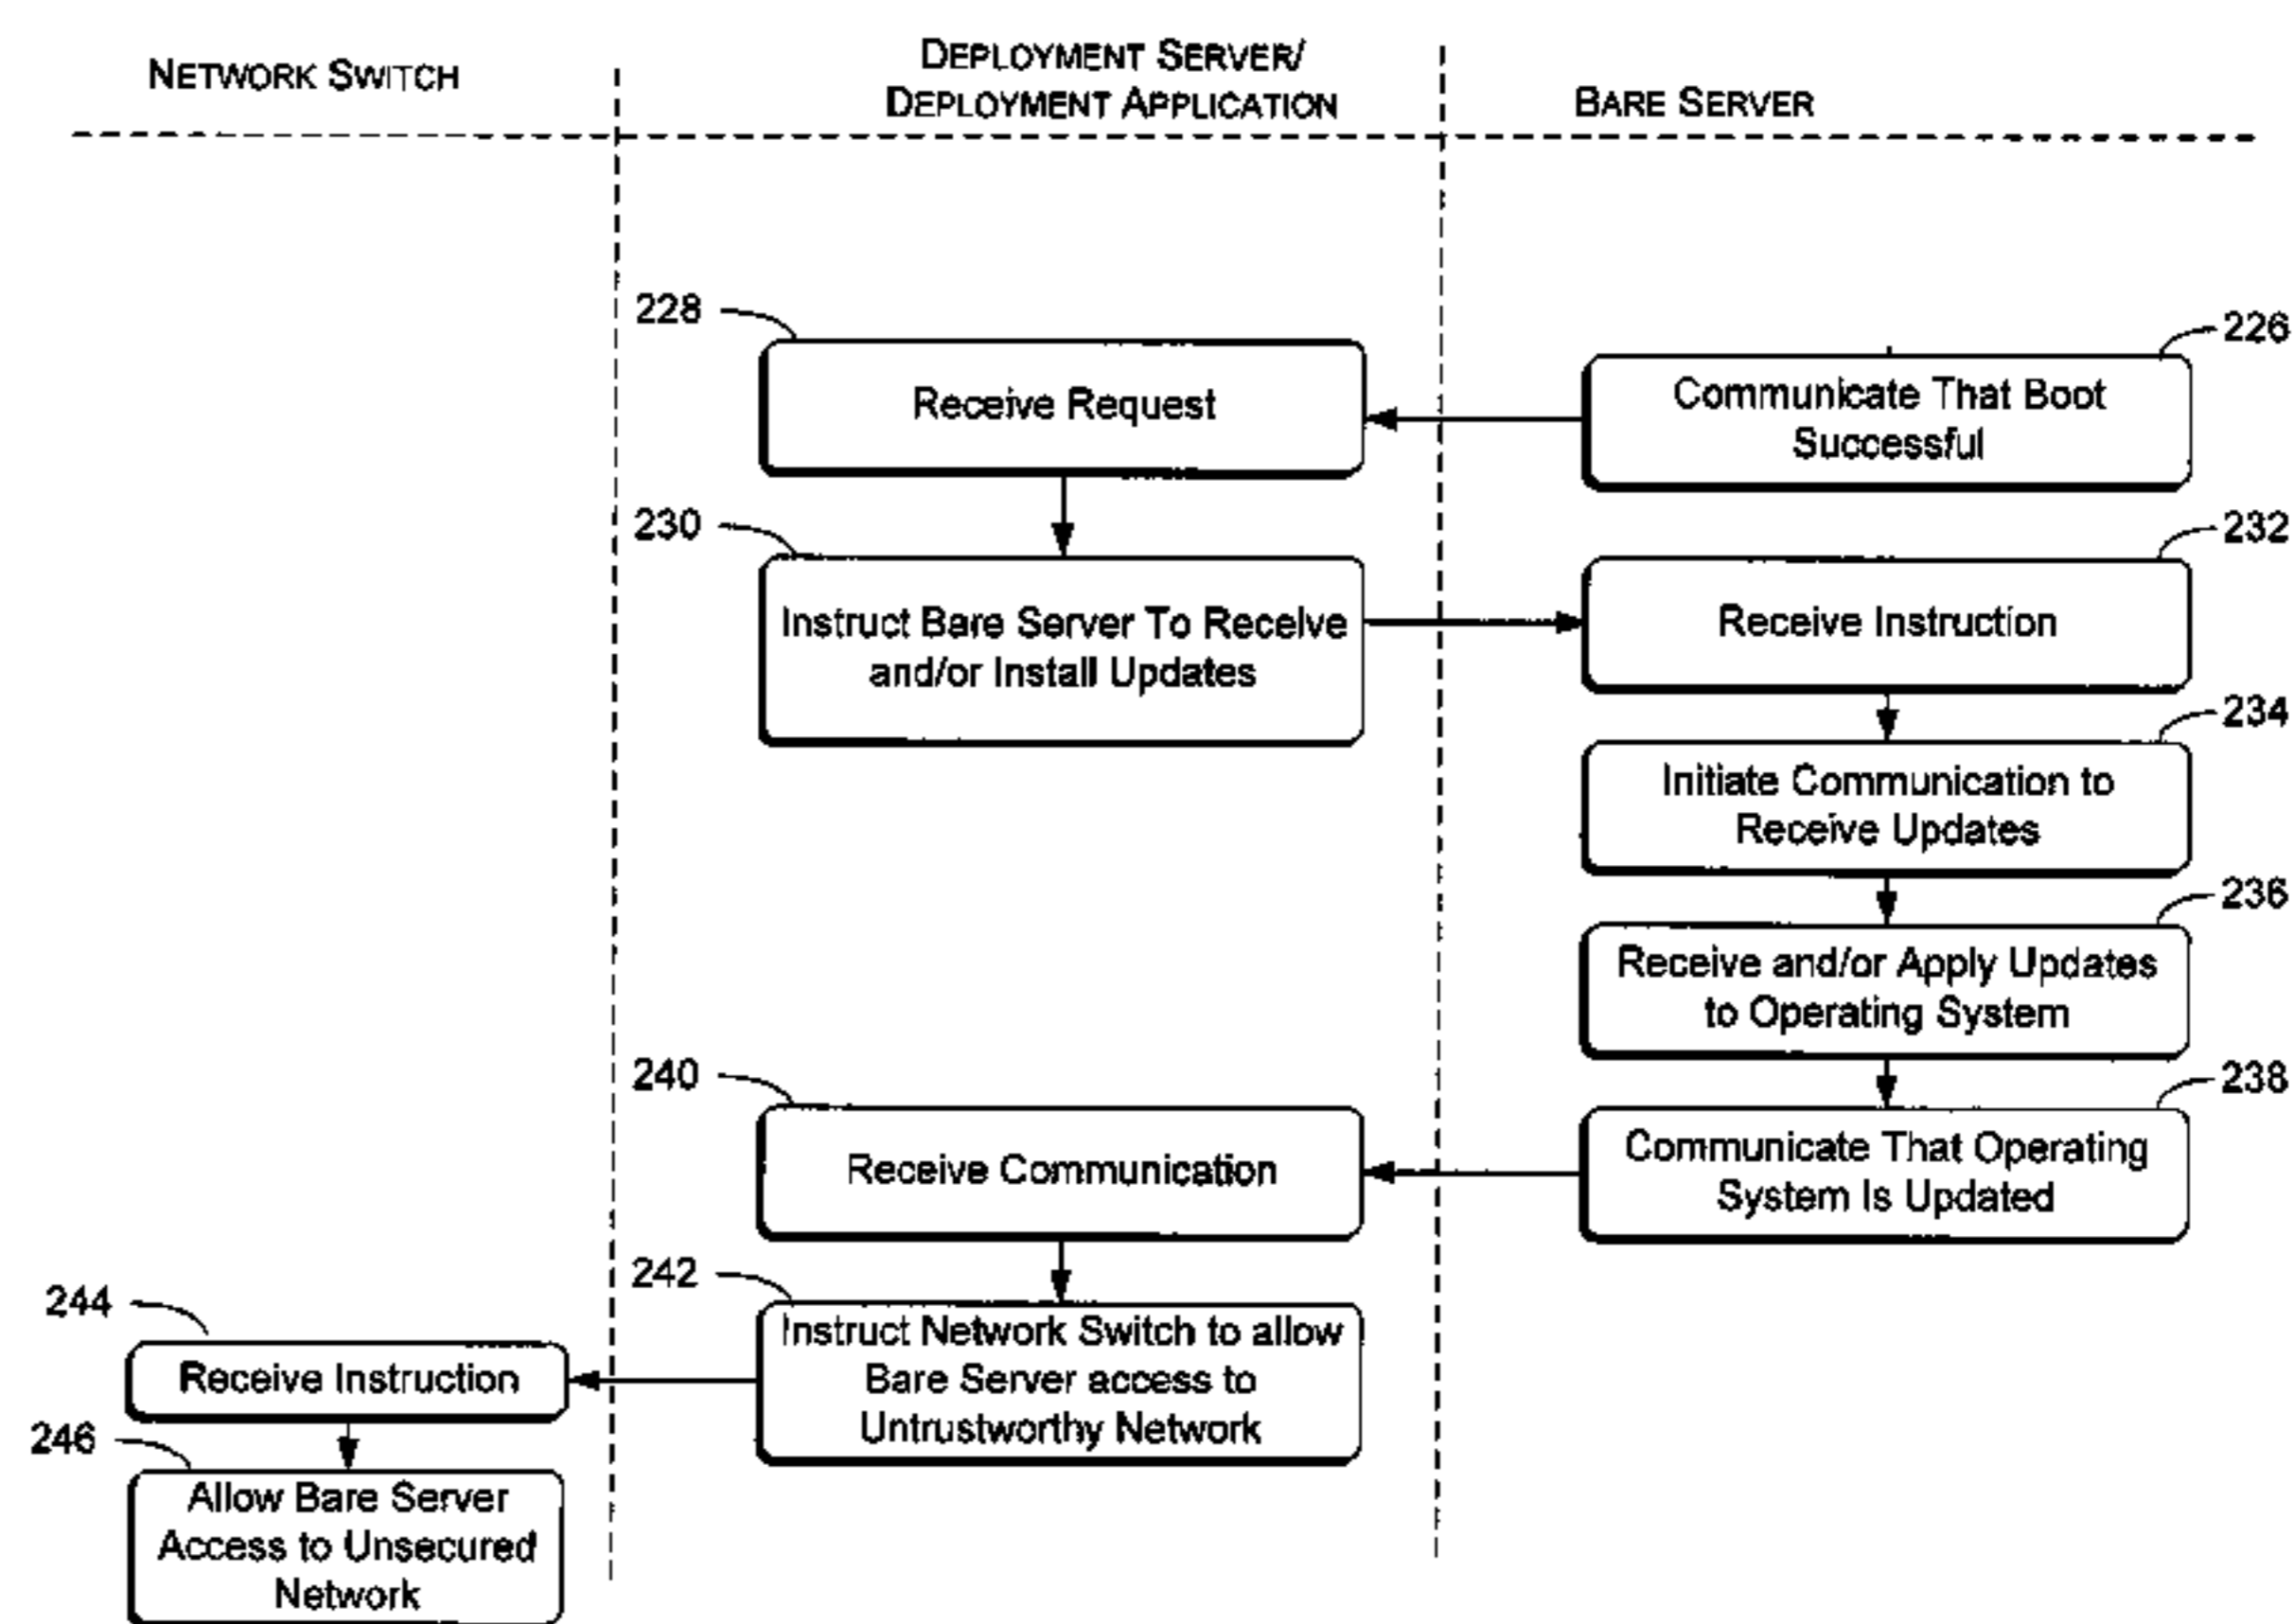 NETWORK SWITCH
DEPLOYMENT SERVER/
DEPLOYMENT APPLICATION
BARE SERVER
228
Receive Request
226
Communicate That Boot
Successful
230
Instruct Bare Server To Receive
and/or Install Updates
232
Receive Instruction
234
Initiate Communication to
Receive Updates
236
Receive and/or Apply Updates
to Operating System
240
Receive Communication
238
Communicate That Operating
System Is Updated
242
Instruct Network Switch to allow
Bare Server access to
Untrustworthy Network
244
Receive Instruction
246
Allow Bare Server
Access to Unsecured
Network